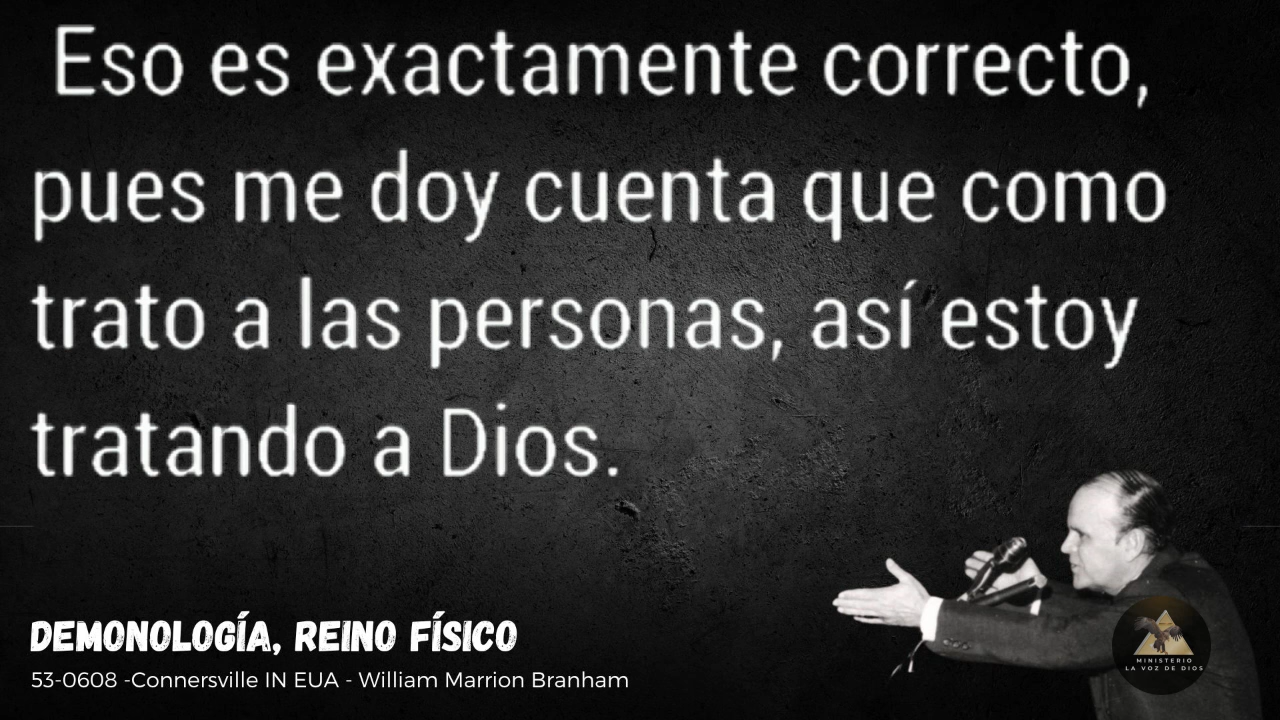 Eso es exactamente correcto,
pues me doy cuenta que como
trato a las personas, así estoy
tratando a Dios.
DEMONOLOGÍA, REINO FÍSICO
53-0608 -Connersville IN EUA - William Marrion Branham
MINISTERIO
LA VOZ DE DIOS